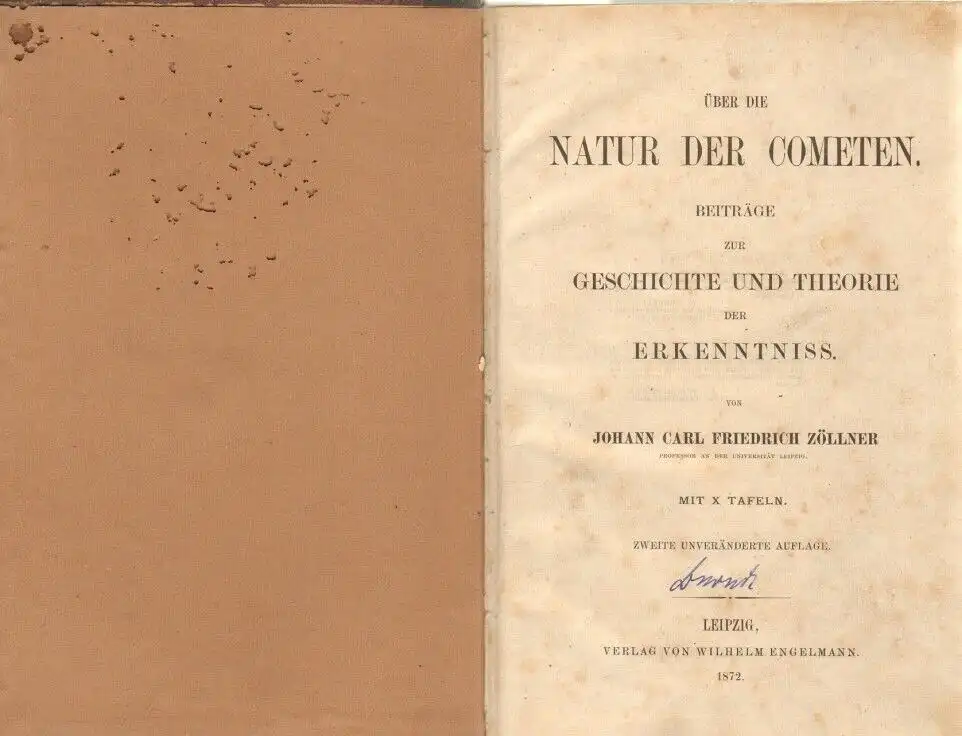 ÜBER DIE
NATUR DER COMETEN.
BEITRÄGE
ZUR
GESCHICHTE UND THEORIE
DER
ERKENNTNISS.
VON
JOHANN CARL FRIEDRICH ZÖLLNER
PROFESSOR AN DER UNIVERSITÄT LEIPZIG.
MIT X TAFELN.
ZWEITE UNVERÄNDERTE AUFLAGE.
LEIPZIG,
VERLAG VON WILHELM ENGELMANN.
1872.